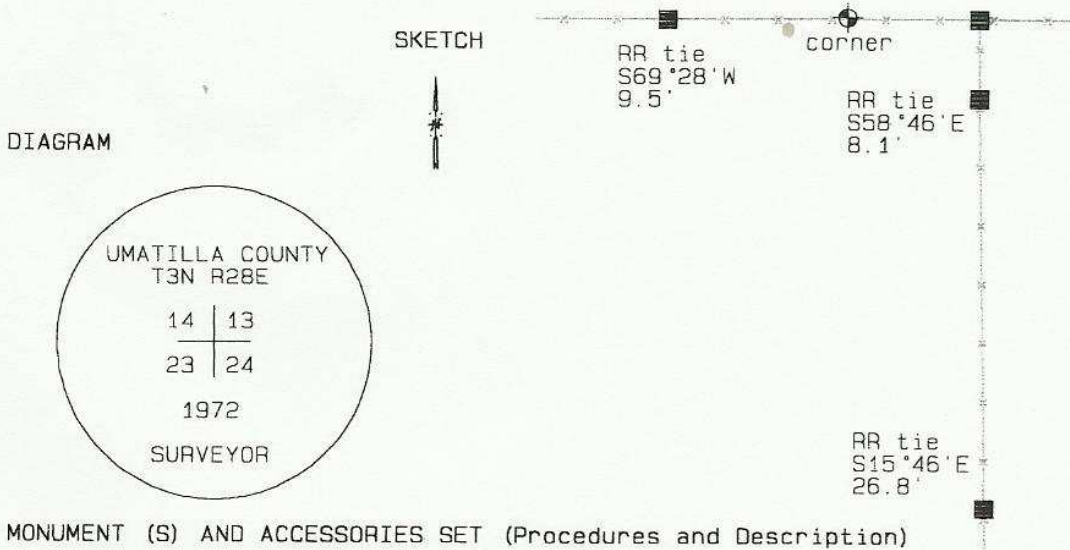 SKETCH
corner
RR tie
S69°28'W
9.5'
RR tie
S58°46'E
8.1'
DIAGRAM
UMATILLA COUNTY
T3N R28E
14 13
23 24
1972
SURVEYOR
RR tie
S15°46'E
26.8'
MONUMENT (S) AND ACCESSORIES SET (Procedures and Description)